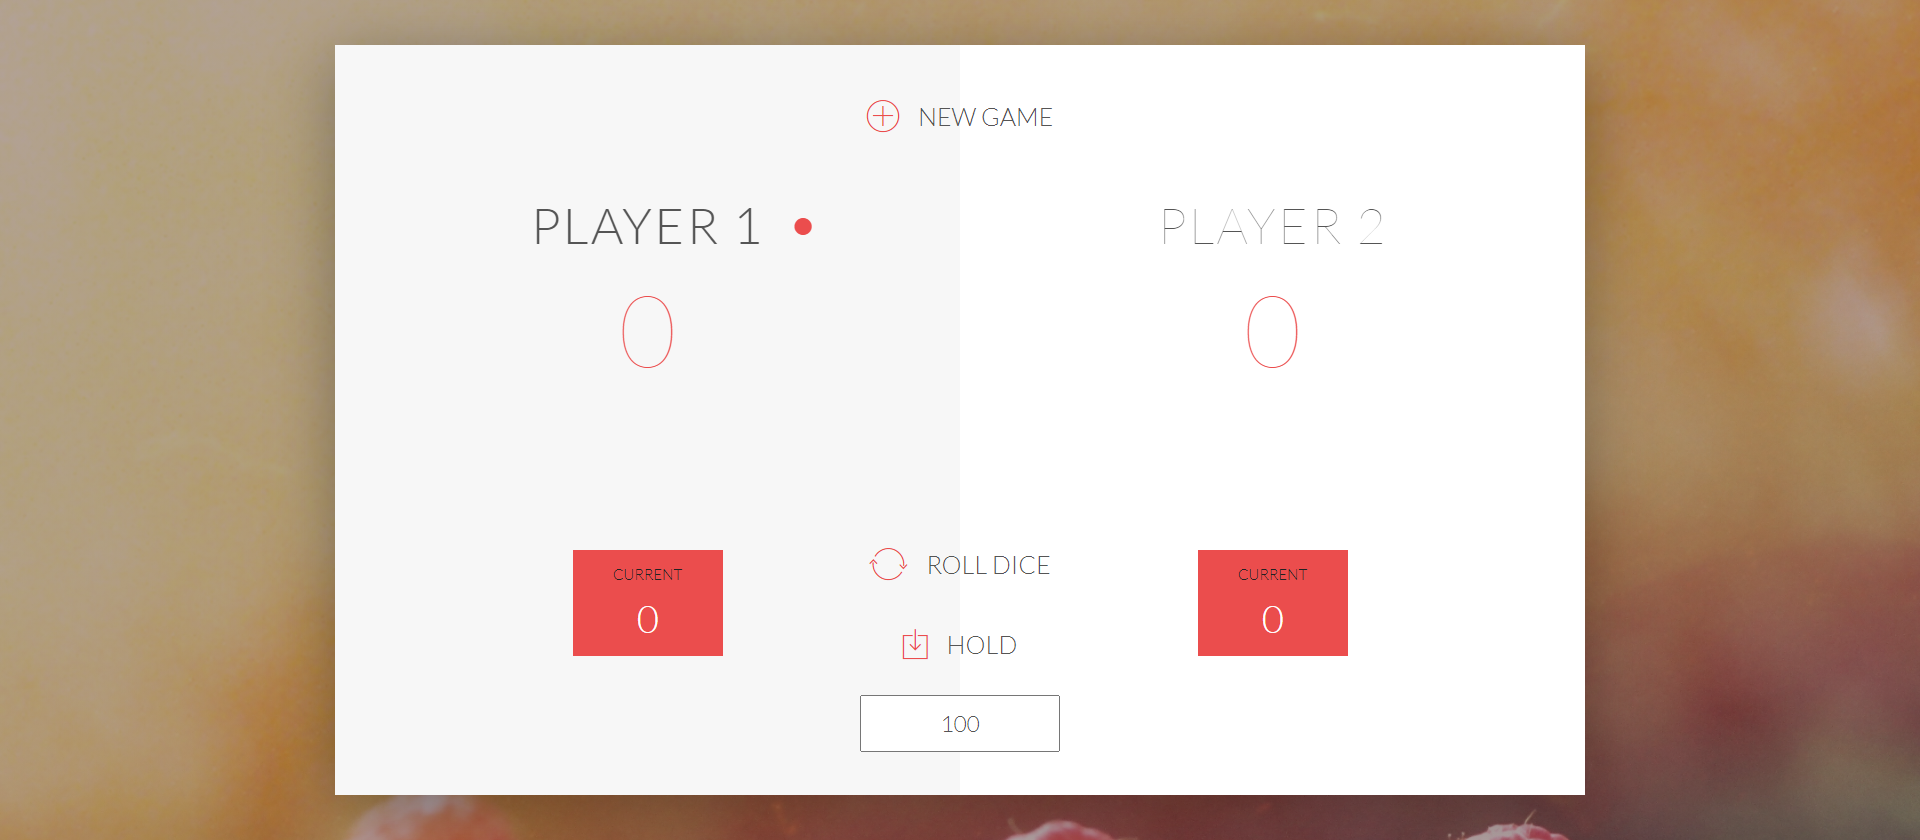 NEW GAME
PLAYER 1
0
PLAYER 2
0
CURRENT
0
ROLL DICE
HOLD
100
CURRENT
0